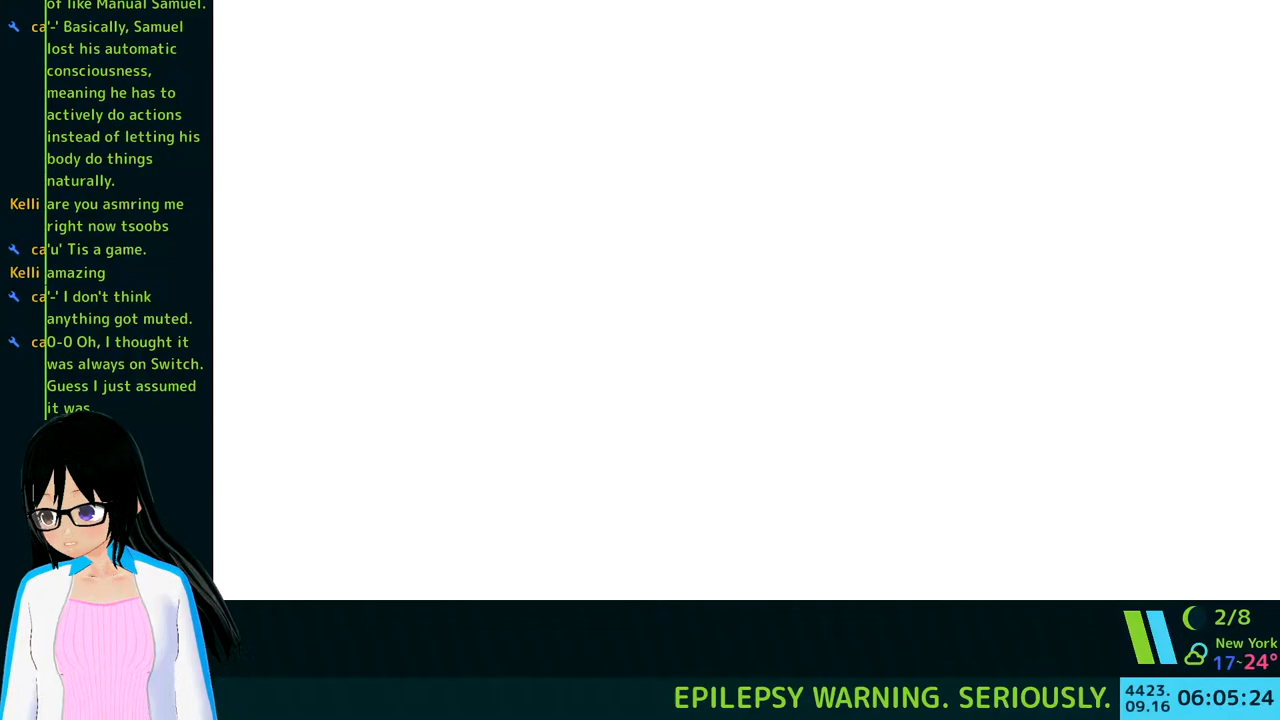 of like Manual Samuel.
ca '-' Basically, Samuel
lost his automatic
consciousness,
meaning he has to
actively do actions
instead of letting his
body do things
naturally.
Kelli are you asmring me
right now tsoobs
ca 'u' Tis a game.
Kelli amazing
ca '-' I don't think
anything got muted.
ca 0-0 Oh, I thought it
was always on Switch.
Guess I just assumed
it was.
2/8
New York
17~24°
EPILEPSY WARNING. SERIOUSLY.
4423.
09.16
06:05:24